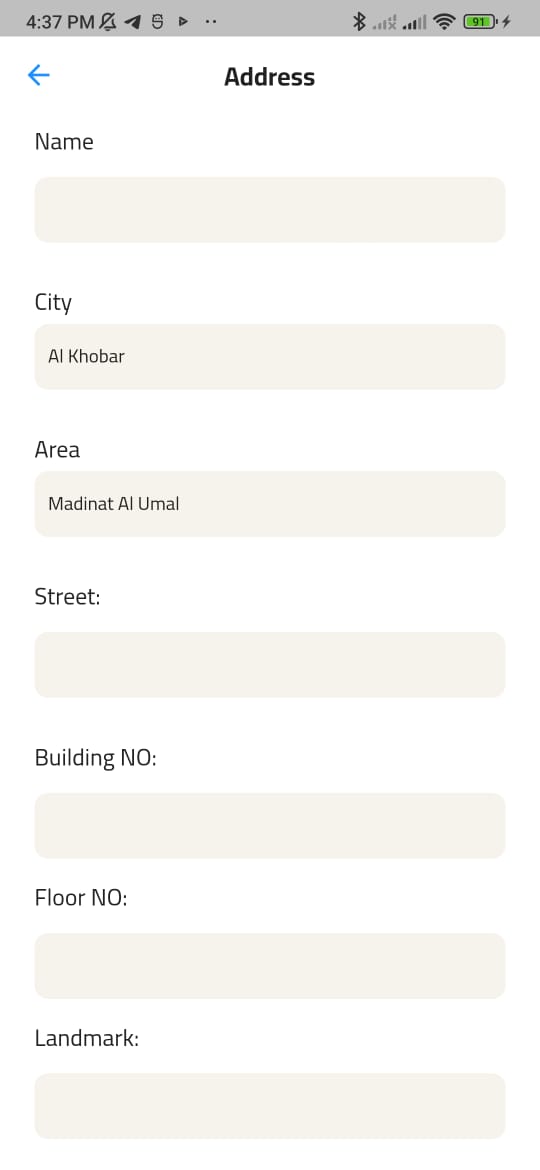 4:37 PM
91
Address
Name
City
Al Khobar
Area
Madinat Al Umal
Street:
Building NO:
Floor NO:
Landmark: